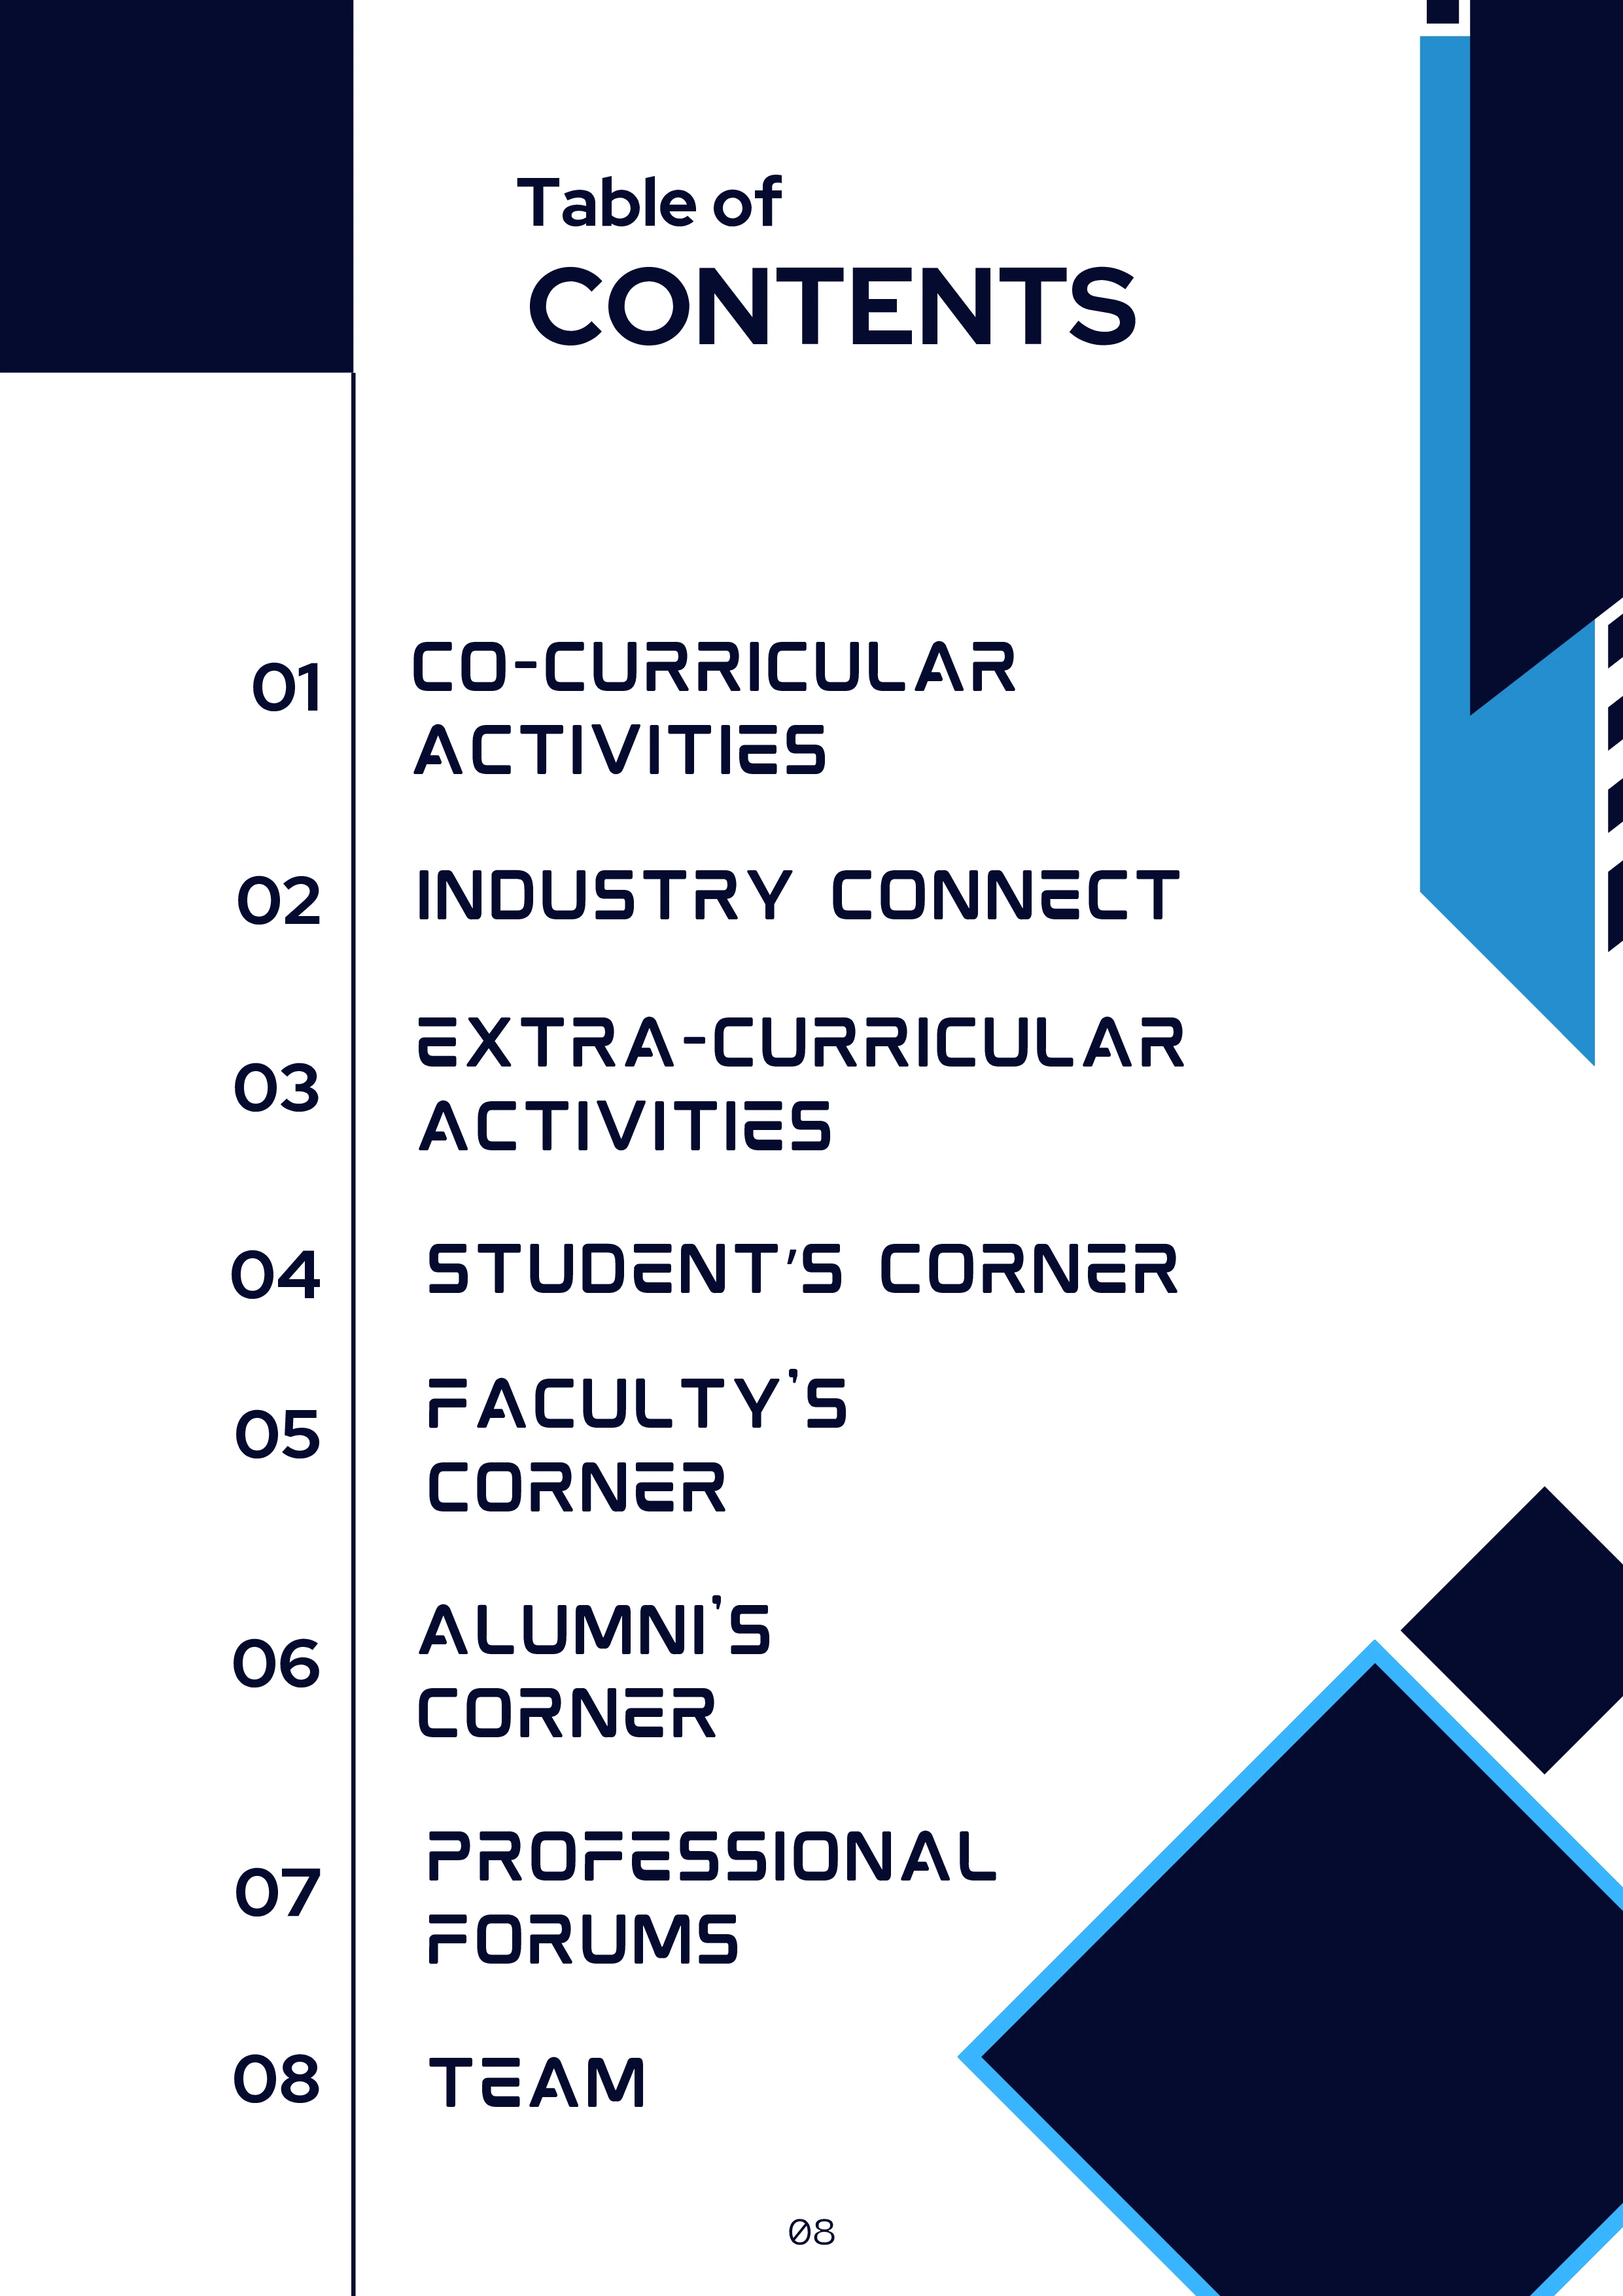 Table of
CONTENTS
01 CO-CURRICULAR
ACTIVITIES
02 INDUSTRY CONNECT
03 EXTRA-CURRICULAR
ACTIVITIES
04 STUDENT'S CORNER
05 FACULTY'S
CORNER
06 ALUMNI'S
CORNER
07 PROFESSIONAL
FORUMS
08 TEAM
08